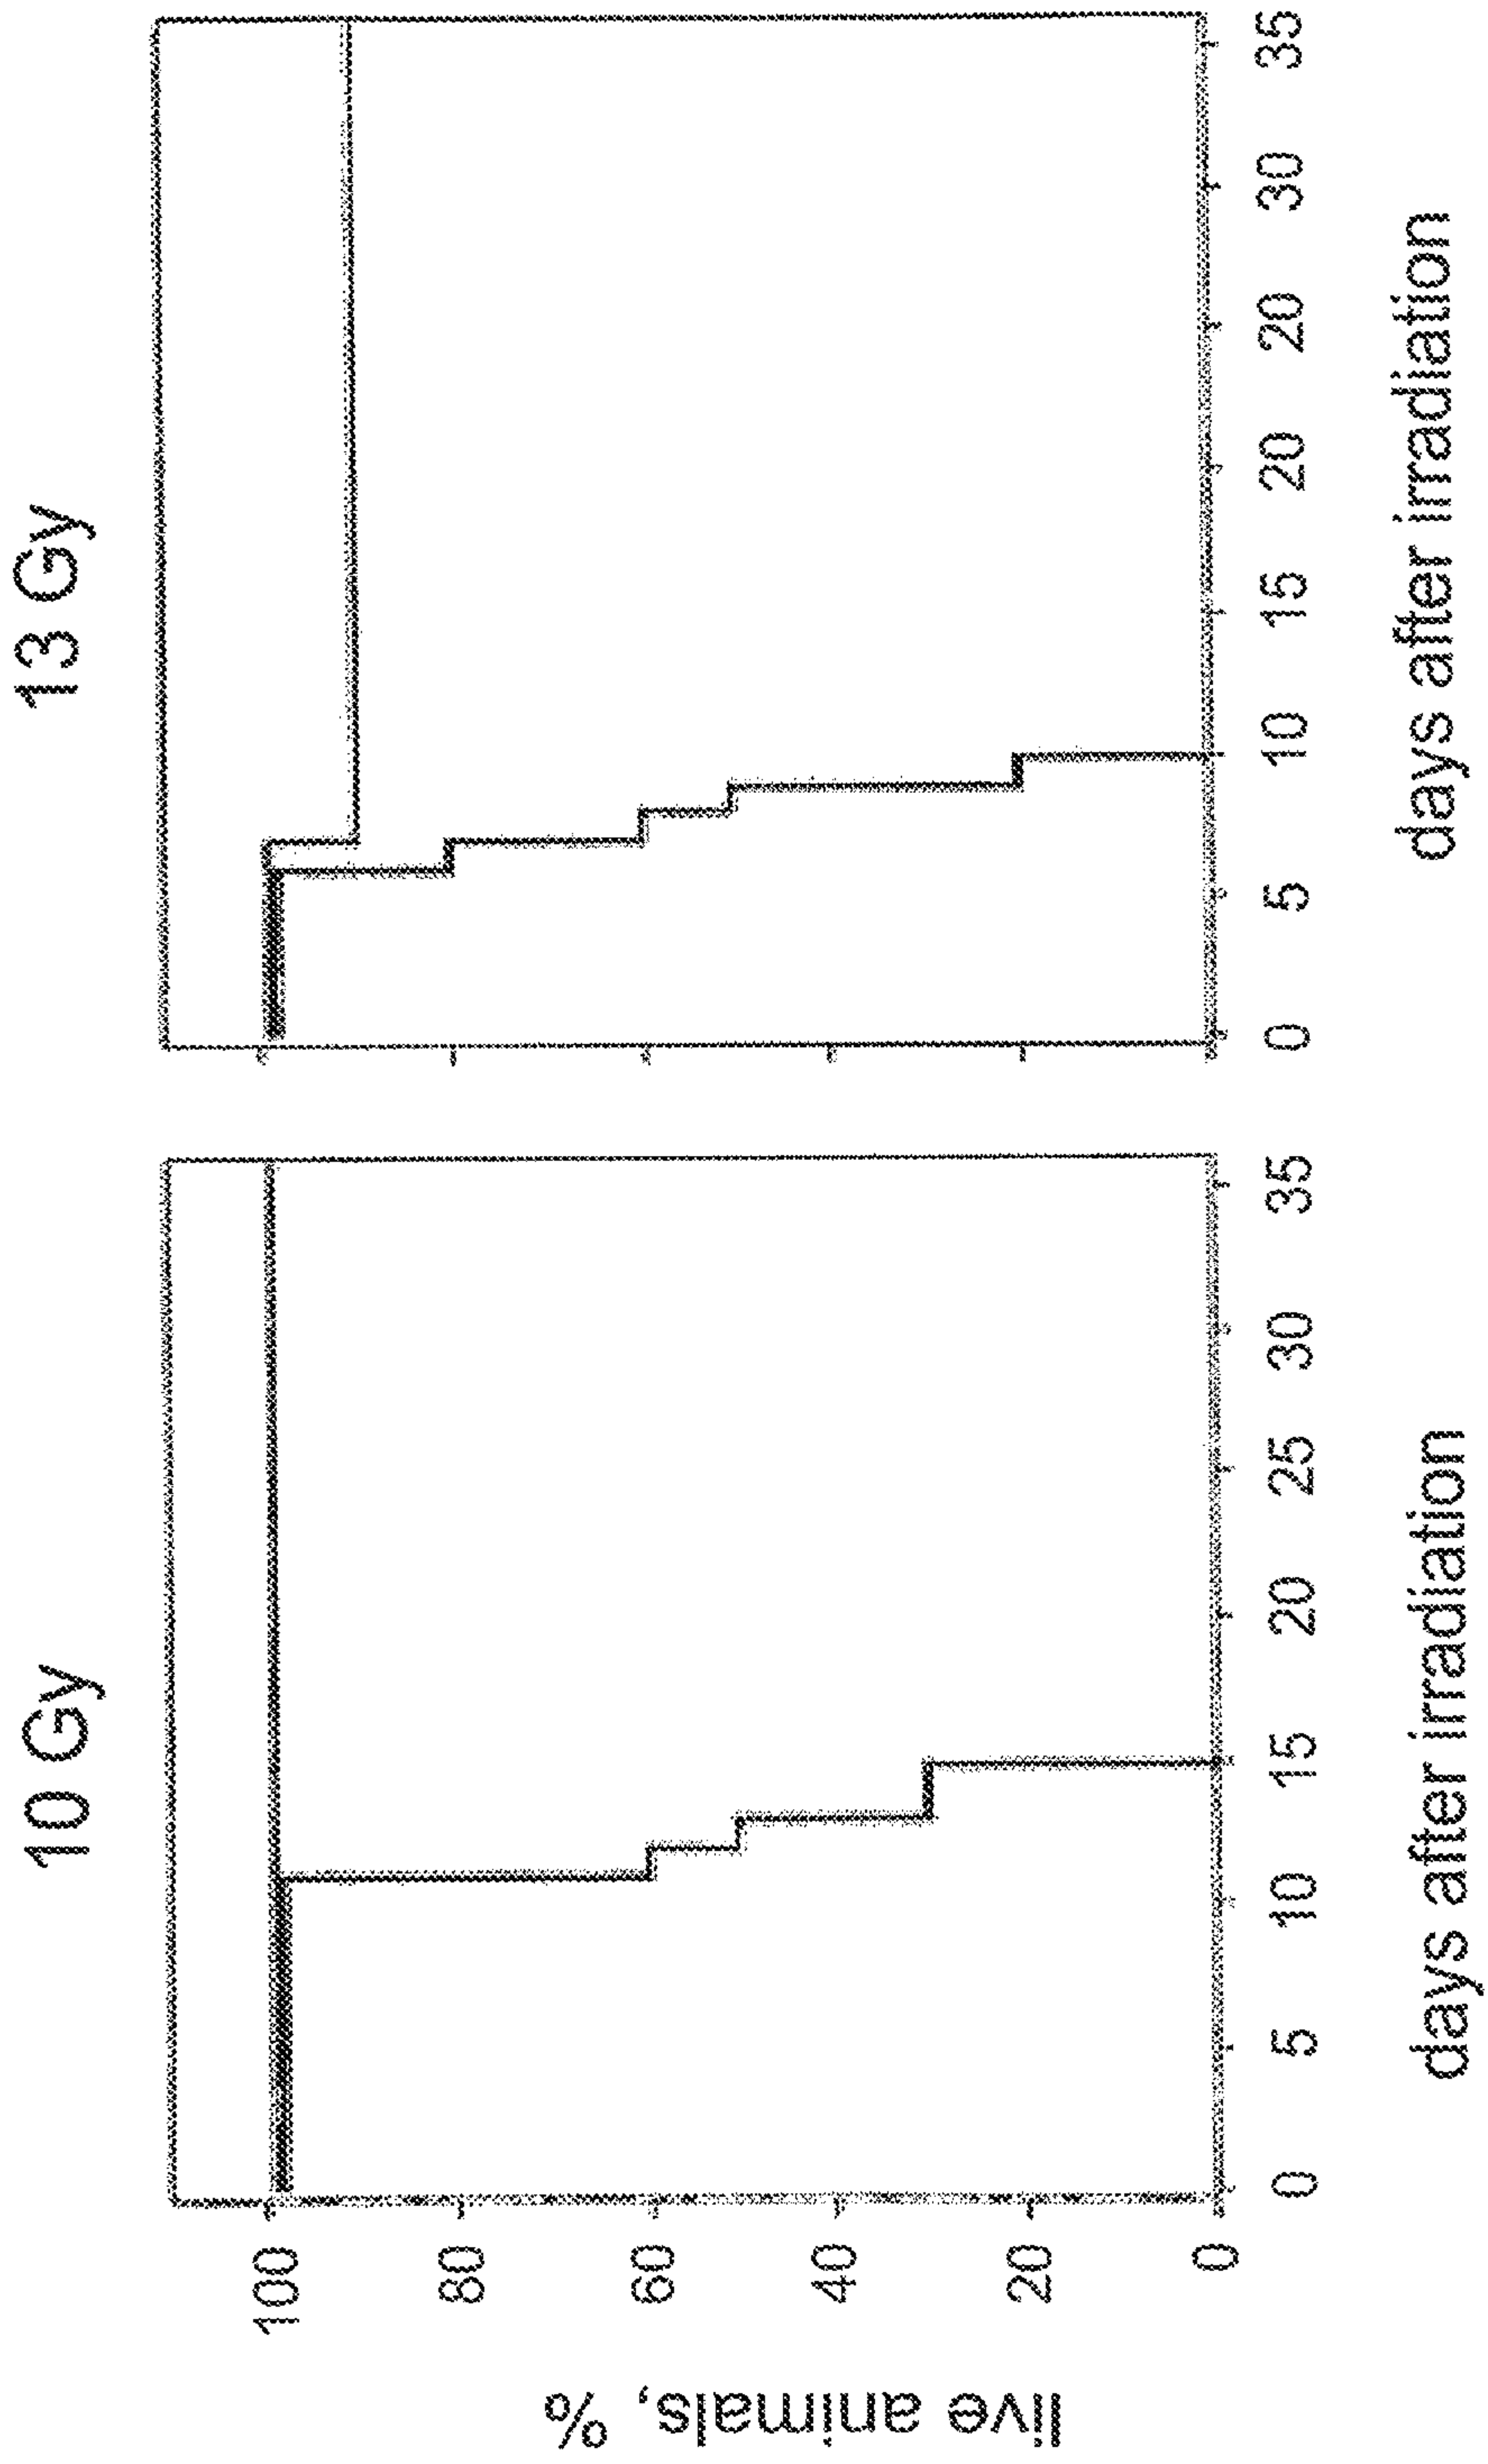 10 Gy
13 Gy
live animals, %
100
80
60
40
20
0
0 5 10 15 20 25 30 35
days after irradiation
0 5 10 15 20 20 30 35
days after irradiation